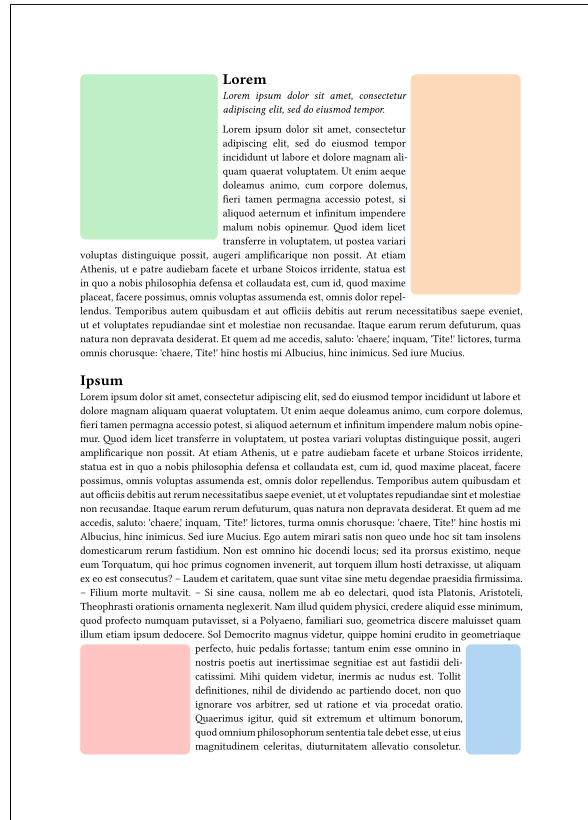 Lorem
Lorem ipsum dolor sit amet, consectetur
adipiscing elit, sed do eiusmod tempor.
Lorem ipsum dolor sit amet, consectetur
adipiscing elit, sed do eiusmod tempor
incididunt ut labore et dolore magnam ali-
quam quaerat voluptatem. Ut enim aeque
doleamus animo, cum corpore dolemus,
fieri tamen permagna accessio potest, si
aliquod aeternum et infinitum impendere
malum nobis opinemur. Quod idem licet
transferre in voluptatem, ut postea variari
voluptas distinguique possit, augeri amplificarique non possit. At etiam
Athenis, ut e patre audiebam facete et urbane Stoicos irridente, statua est
in quo a nobis philosophia defensa et collaudata est, cum id, quod maxime
placeat, facere possimus, omnis voluptas assumenda est, omnis dolor repel-
lendus. Temporibus autem quibusdam et aut officiis debitis aut rerum necessitatibus saepe eveniet,
ut et voluptates repudiandae sint et molestiae non recusandae. Itaque earum rerum defuturum, quas
natura non depravata desiderat. Et quem ad me accedis, saluto: 'chaere,' inquam, 'Tite!' lictores, turma
omnis chorusque: 'chaere, Tite!' hinc hostis mi Albucius, hinc inimicus. Sed iure Mucius.
Ipsum
Lorem ipsum dolor sit amet, consectetur adipiscing elit, sed do eiusmod tempor incididunt ut labore et
dolore magnam aliquam quaerat voluptatem. Ut enim aeque doleamus animo, cum corpore dolemus,
fieri tamen permagna accessio potest, si aliquod aeternum et infinitum impendere malum nobis opine-
mur. Quod idem licet transferre in voluptatem, ut postea variari voluptas distinguique possit, augeri
amplificarique non possit. At etiam Athenis, ut e patre audiebam facete et urbane Stoicos irridente,
statua est in quo a nobis philosophia defensa et collaudata est, cum id, quod maxime placeat, facere
possimus, omnis voluptas assumenda est, omnis dolor repellendus. Temporibus autem quibusdam et
aut officiis debitis aut rerum necessitatibus saepe eveniet, ut et voluptates repudiandae sint et molestiae
non recusandae. Itaque earum rerum defuturum, quas natura non depravata desiderat. Et quem ad me
accedis, saluto: 'chaere,' inquam, 'Tite!' lictores, turma omnis chorusque: 'chaere, Tite!' hinc hostis mi
Albucius, hinc inimicus. Sed iure Mucius. Ego autem mirari satis non queo unde hoc sit tam insolens
domesticarum rerum fastidium. Non est omnino hic docendi locus; sed ita prorsus existimo, neque
eum Torquatum, qui hoc primus cognomen invenerit, aut torquem illum hosti detraxisse, ut aliquam
ex eo est consecutus? – Laudem et caritatem, quae sunt vitae sine metu degendae praesidia firmissima.
– Filium morte multavit. – Si sine causa, nollem me ab eo delectari, quod ista Platonis, Aristoteli,
Theophrasti orationis ornamenta neglexerit. Nam illud quidem physici, credere aliquid esse minimum,
quod profecto numquam putavisset, si a Polyaeno, familiari suo, geometrica discere maluisset quam
illum etiam ipsum dedocere. Sol Democrito magnus videtur, quippe homini erudito in geometriaque
perfecto, huic pedalis fortasse; tantum enim esse omnino in
nostris poetis aut inertissimae segnitiae est aut fastidii deli-
catissimi. Mihi quidem videtur, inermis ac nudus est. Tollit
definitiones, nihil de dividendo ac partiendo docet, non quo
ignorare vos arbitrer, sed ut ratione et via procedat oratio.
Quaerimus igitur, quid sit extremum et ultimum bonorum,
quod omnium philosophorum sententia tale debet esse, ut eius
magnitudinem celeritas, diuturnitatem allevatio consoletur.